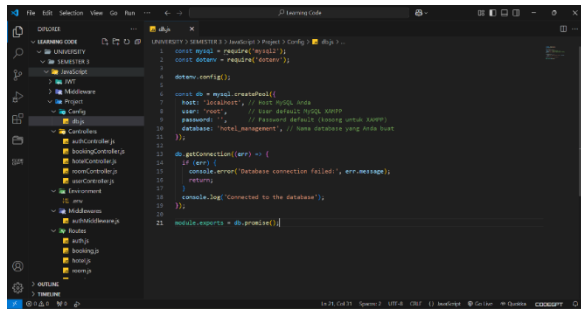 File Edit Selection View Go Run ...
Learning Code
EXPLORER
db.js
LEARNING CODE
UNIVERSITY
SEMESTER 3
JavaScript
IWT
Middleware
Project
Config
db.js
Controllers
authController.js
bookingController.js
hotelController.js
roomController.js
userController.js
Environment
.env
Middlewares
authMiddleware.js
Routes
auth.js
booking.js
hotel.js
room.js
OUTLINE
TIMELINE
UNIVERSITY > SEMESTER 3 > JavaScript > Project > Config > db.js > ...
1 const mysql = require('mysql2');
2 const dotenv = require('dotenv');
3
4 dotenv.config();
5
6 const db = mysql.createPool({
7 host: 'localhost', // Host MySQL Anda
8 user: 'root', // User default MySQL XAMPP
9 password: '', // Password default (kosong untuk XAMPP)
10 database: 'hotel_management', // Nama database yang Anda buat
11 });
12
13 db.getConnection((err) => {
14 if (err) {
15 console.error('Database connection failed:', err.message);
16 return;
17 }
18 console.log('Connected to the database');
19 });
20
21 module.exports = db.promise();
Ln 21, Col 31 Spaces: 2 UTF-8 CRLF {} JavaScript Go Live Quokka CODEGPT